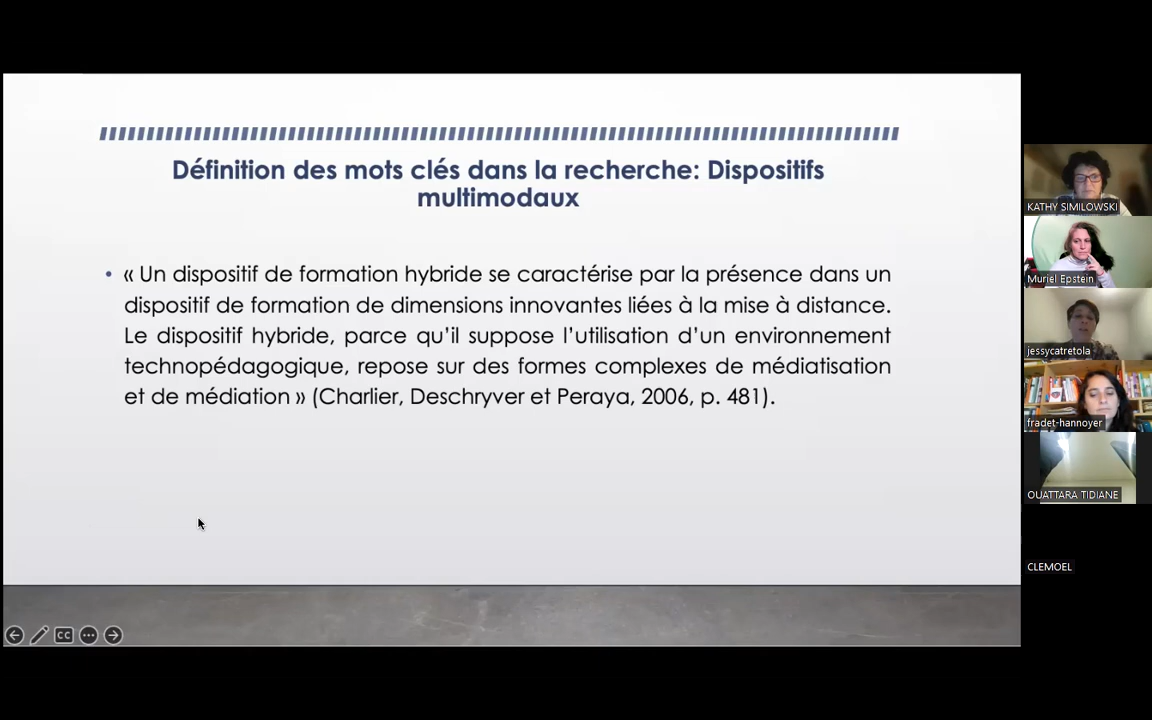 Définition des mots clés dans la recherche: Dispositifs
multimodaux
• « Un dispositif de formation hybride se caractérise par la présence dans un
dispositif de formation de dimensions innovantes liées à la mise à distance.
Le dispositif hybride, parce qu’il suppose l’utilisation d’un environnement
technopédagogique, repose sur des formes complexes de médiatisation
et de médiation » (Charlier, Deschryver et Peraya, 2006, p. 481).
KATHY SIMILOWSKI
Muriel Epstein
jessycatretola
fradet-hannoyer
OUATTARA TIDIANE
CLEMOEL
CC